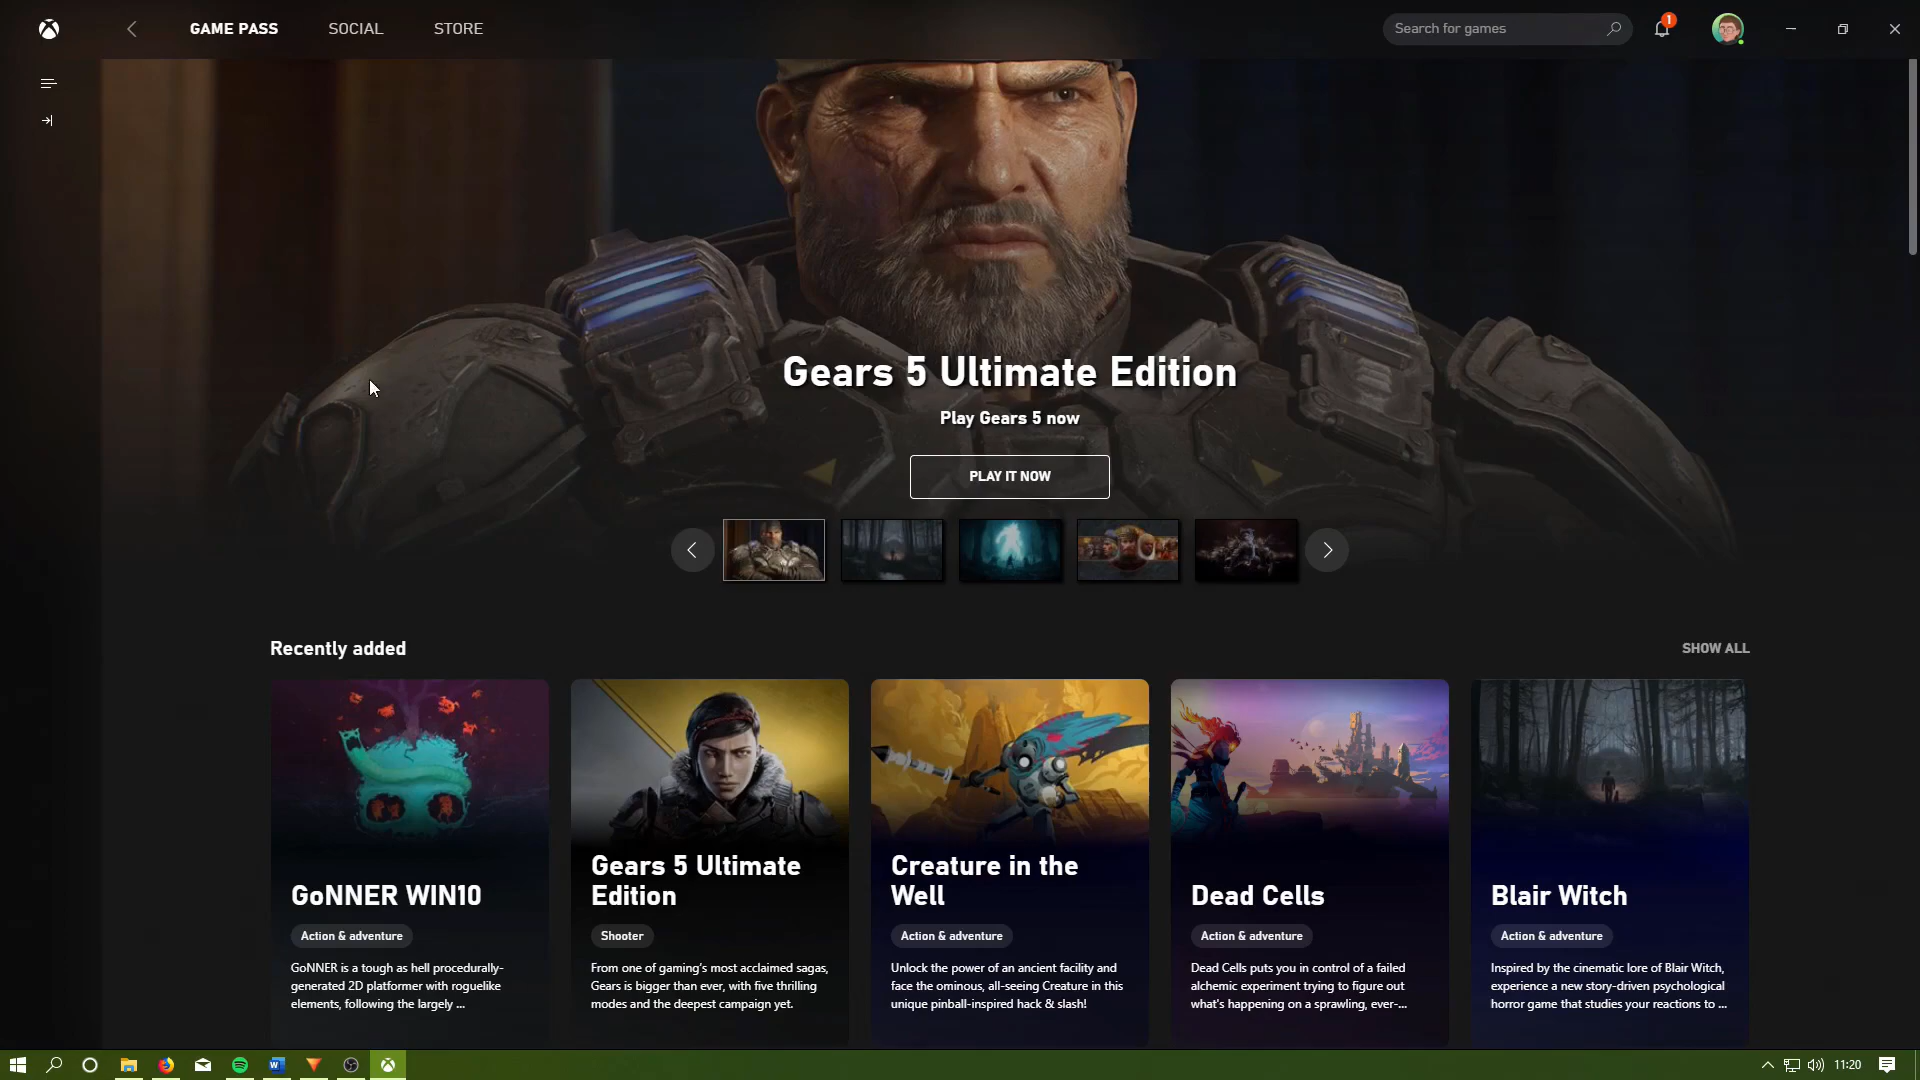 GAME PASS
SOCIAL
STORE
Search for games
1
Gears 5 Ultimate Edition
Play Gears 5 now
PLAY IT NOW
Recently added
SHOW ALL
GoNNER WIN10
Action & adventure
GoNNER is a tough as hell procedurally-
generated 2D platformer with roguelike
elements, following the largely ...
Gears 5 Ultimate
Edition
Shooter
From one of gaming's most acclaimed sagas,
Gears is bigger than ever, with five thrilling
modes and the deepest campaign yet.
Creature in the
Well
Action & adventure
Unlock the power of an ancient facility and
face the ominous, all-seeing Creature in this
unique pinball-inspired hack & slash!
Dead Cells
Action & adventure
Dead Cells puts you in control of a failed
alchemic experiment trying to figure out
what's happening on a sprawling, ever-...
Blair Witch
Action & adventure
Inspired by the cinematic lore of Blair Witch,
experience a new story-driven psychological
horror game that studies your reactions to ...
W
11:20